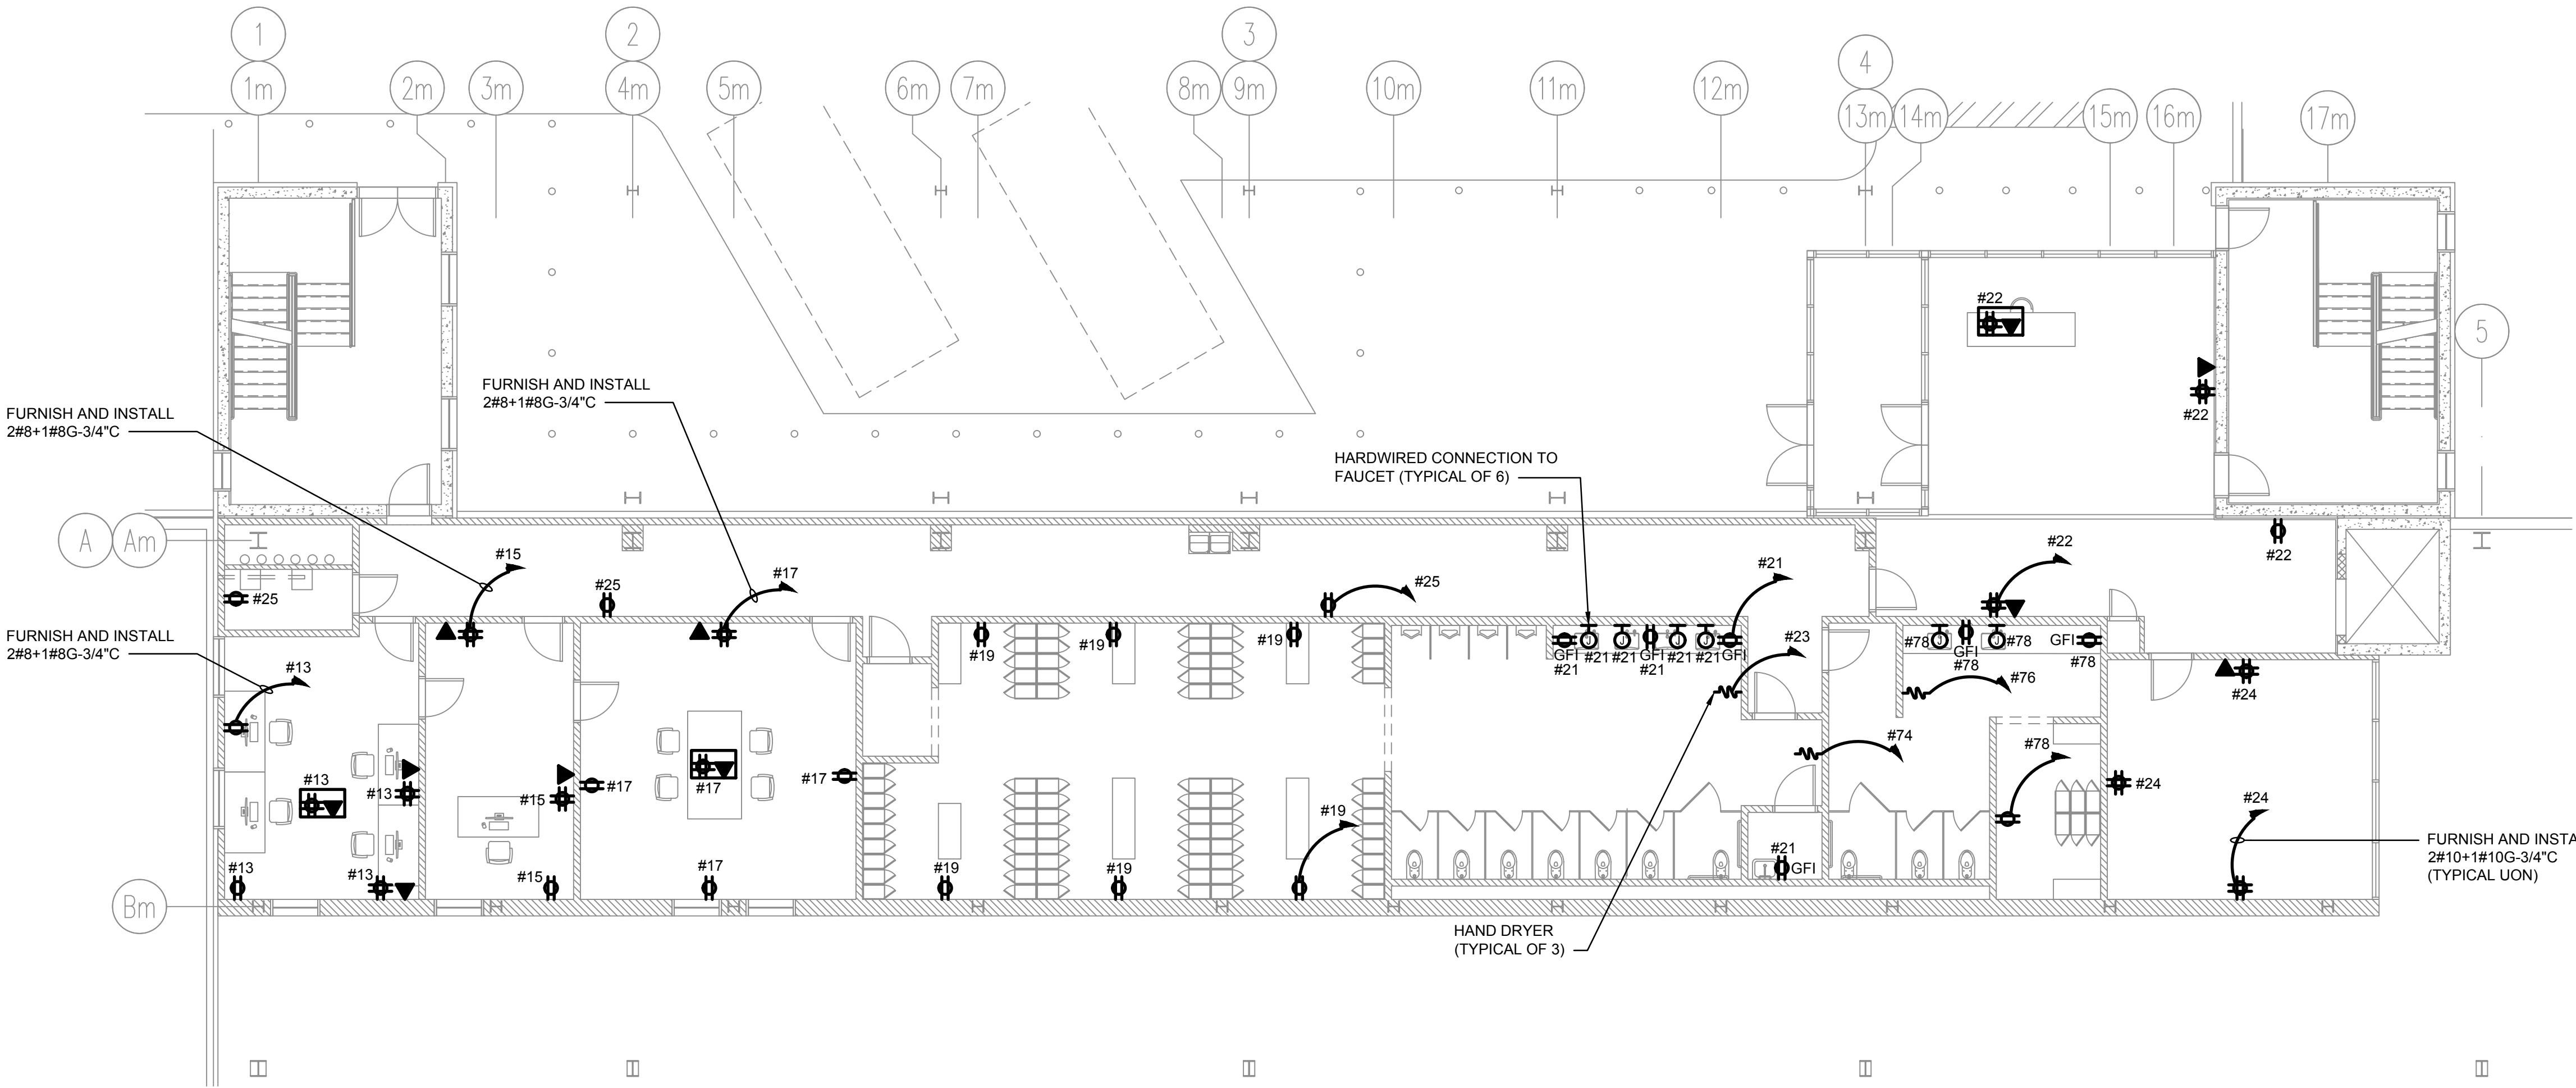 1
2
3
4
1m
2m
3m
4m
5m
6m
7m
8m
9m
10m
11m
12m
13m
14m
15m
16m
17m
#22
5
#22
FURNISH AND INSTALL
2#8+1#8G-3/4"C
FURNISH AND INSTALL
2#8+1#8G-3/4"C
HARDWIRED CONNECTION TO
FAUCET (TYPICAL OF 6)
A
Am
#15
#17
#25
#25
#25
#21
#22
#22
FURNISH AND INSTALL
2#8+1#8G-3/4"C
#13
#19
#19
#19
GFI
#21
J
#21
J
#21
GFI
#21
J
#21
J
#21
GFI
#23
#78
J
GFI
#78
J
#78
GFI
#78
#76
#24
#13
#13
#15
#17
#17
#17
#74
#78
#24
#19
#24
FURNISH AND INSTA
2#10+1#10G-3/4"C
(TYPICAL UON)
#13
#13
#15
#17
#19
#19
#21
GFI
Bm
HAND DRYER
(TYPICAL OF 3)